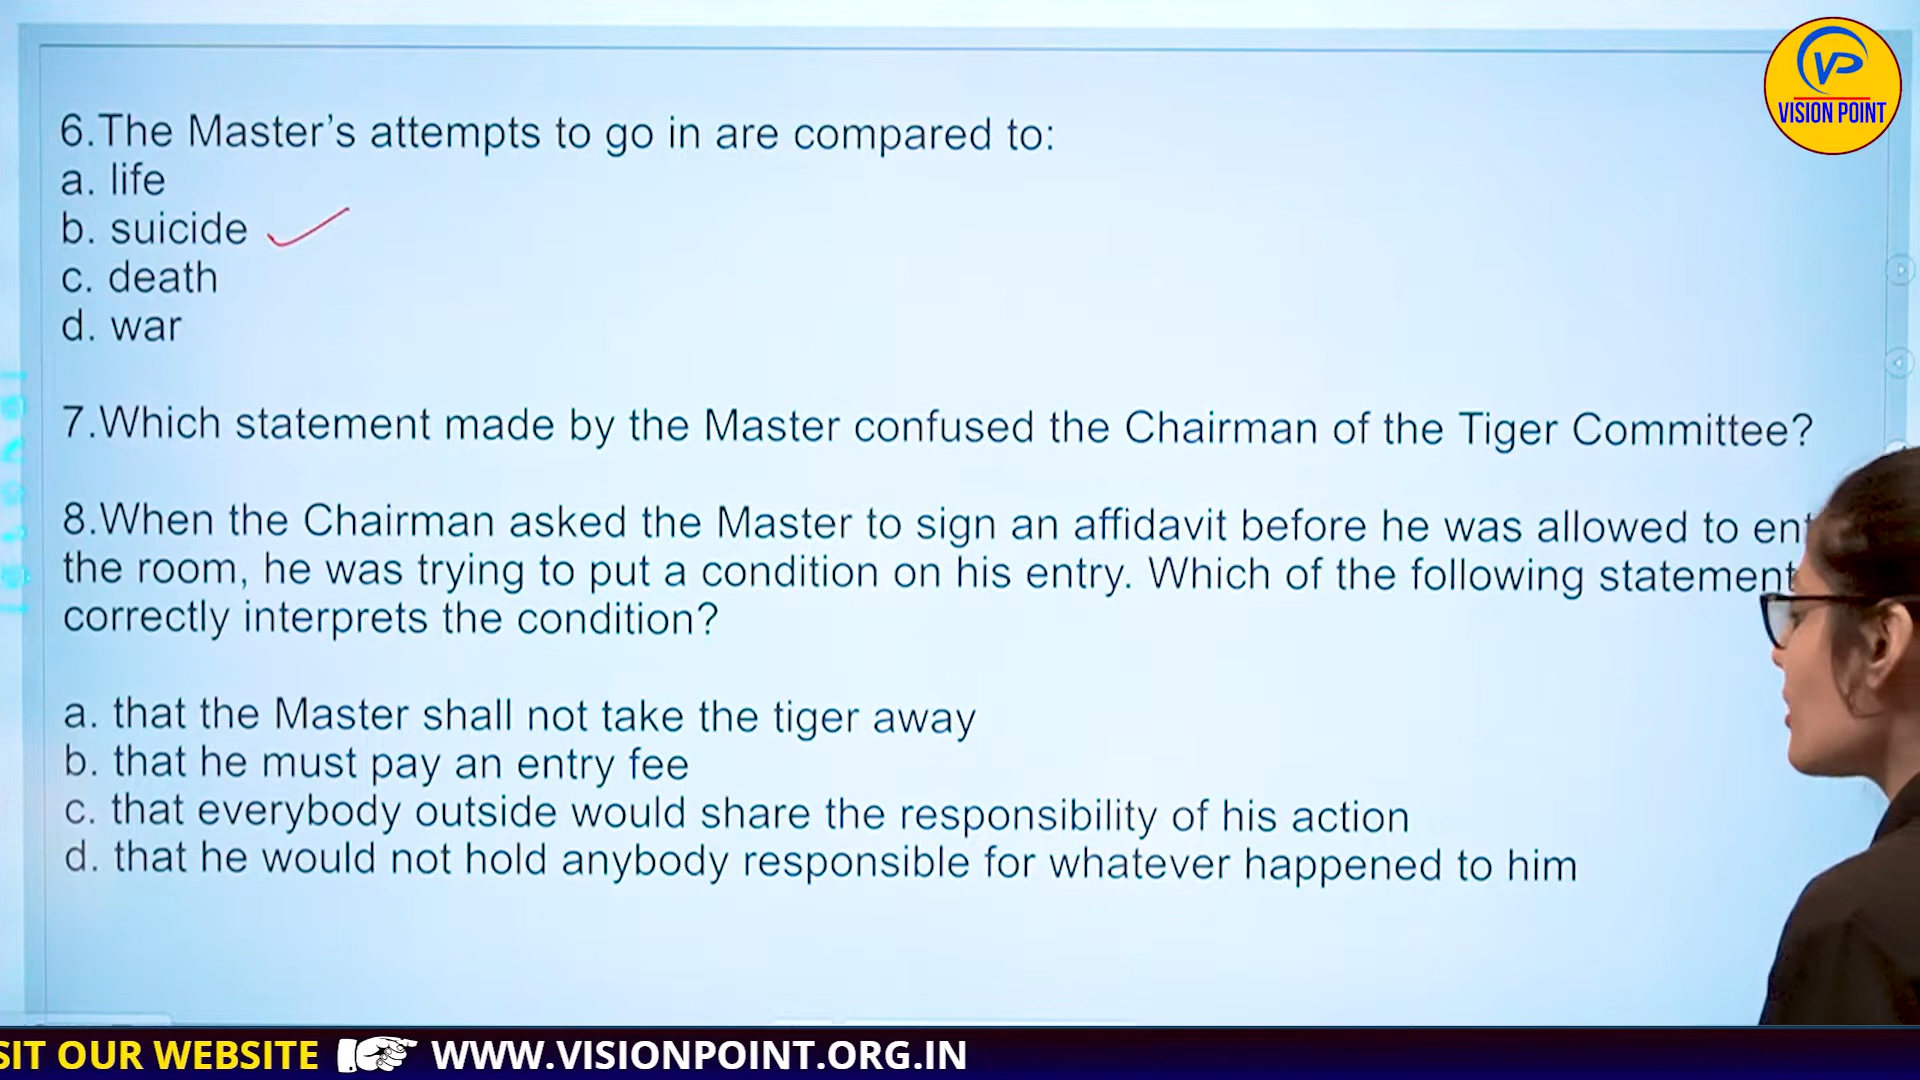 VP
VISION POINT
6.The Master’s attempts to go in are compared to:
a. life
b. suicide
c. death
d. war
7.Which statement made by the Master confused the Chairman of the Tiger Committee?
8.When the Chairman asked the Master to sign an affidavit before he was allowed to
the room, he was trying to put a condition on his entry. Which of the following statement
correctly interprets the condition?
a. that the Master shall not take the tiger away
b. that he must pay an entry fee
c. that everybody outside would share the responsibility of his action
d. that he would not hold anybody responsible for whatever happened to him
SIT OUR WEBSITE WWW.VISIONPOINT.ORG.IN